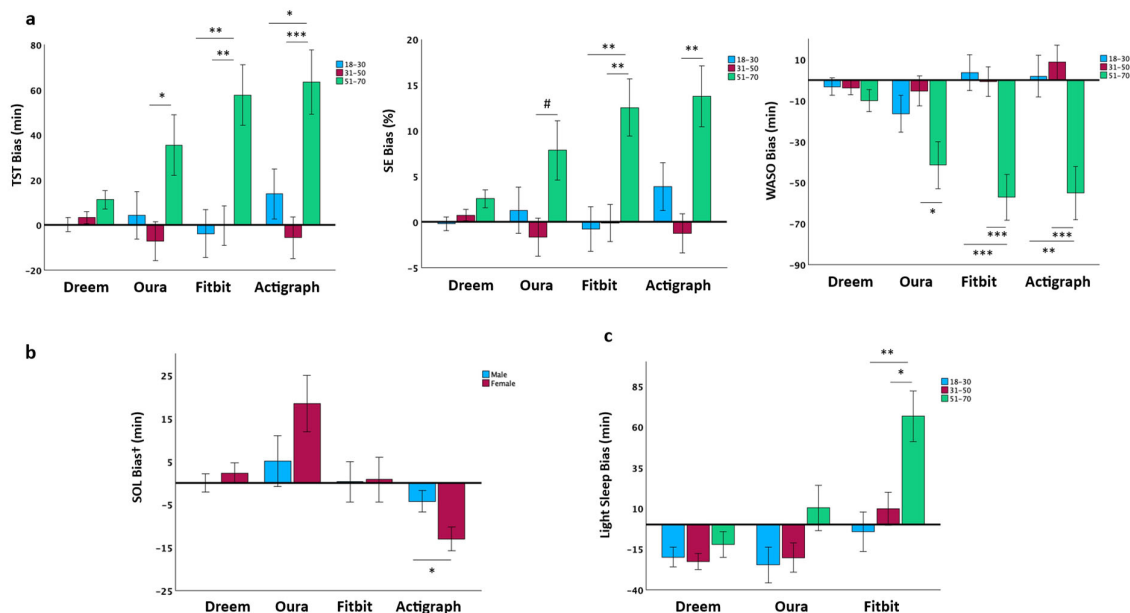 a
TST Bias (min)
80
60
40
20
0
−20
* ** ** * ***
18–30
31–50
51–70
Dreem Oura Fitbit Actigraph
SE Bias (%)
20
15
10
5
0
−5
# ** ** **
18–30
31–50
51–70
Dreem Oura Fitbit Actigraph
WASO Bias (min)
10
−10
−30
−50
−70
−90
18–30
31–50
51–70
* *** *** *** **
Dreem Oura Fitbit Actigraph
b
SOL Bias† (min)
25
15
5
−5
−15
−25
Male
Female
*
Dreem Oura Fitbit Actigraph
c
Light Sleep Bias (min)
85
60
35
10
−15
−40
** *
18–30
31–50
51–70
Dreem Oura Fitbit